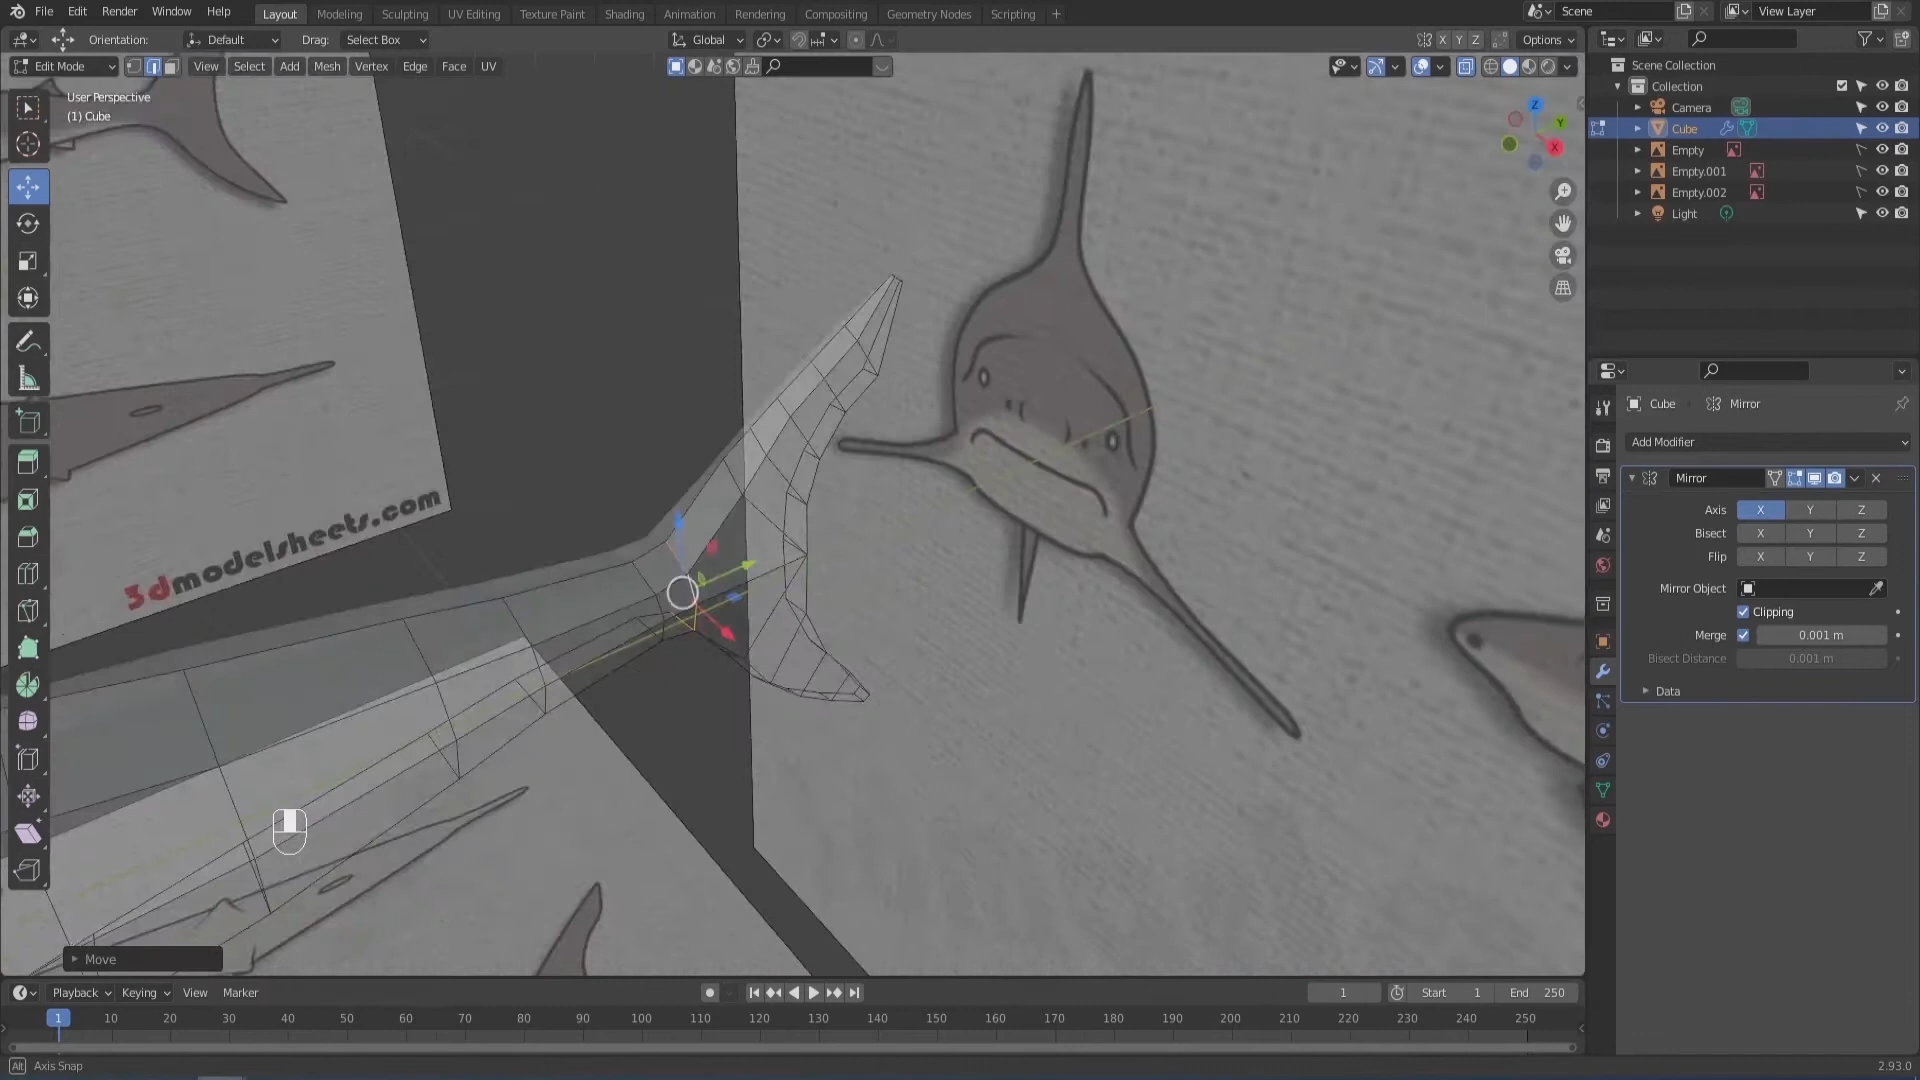 File Edit Render Window Help Layout Modeling Sculpting UV Editing Texture Paint Shading Animation Rendering Compositing Geometry Nodes Scripting + Scene View Layer
Orientation: Default Drag: Select Box Global X Y Z Options
Edit Mode View Select Add Mesh Vertex Edge Face UV
User Perspective
(1) Cube
Z
Y
X
3dmodelsheets.com
Move
Scene Collection
Collection
Camera
Cube
Empty
Empty.001
Empty.002
Light
Cube Mirror
Add Modifier
Mirror
Axis X Y Z
Bisect X Y Z
Flip X Y Z
Mirror Object
Clipping
Merge 0.001 m
Bisect Distance 0.001 m
Data
Playback Keying View Marker 1 Start 1 End 250
1 10 20 30 40 50 60 70 80 90 100 110 120 130 140 150 160 170 180 190 200 210 220 230 240 250
Alt Axis Snap 2.93.0